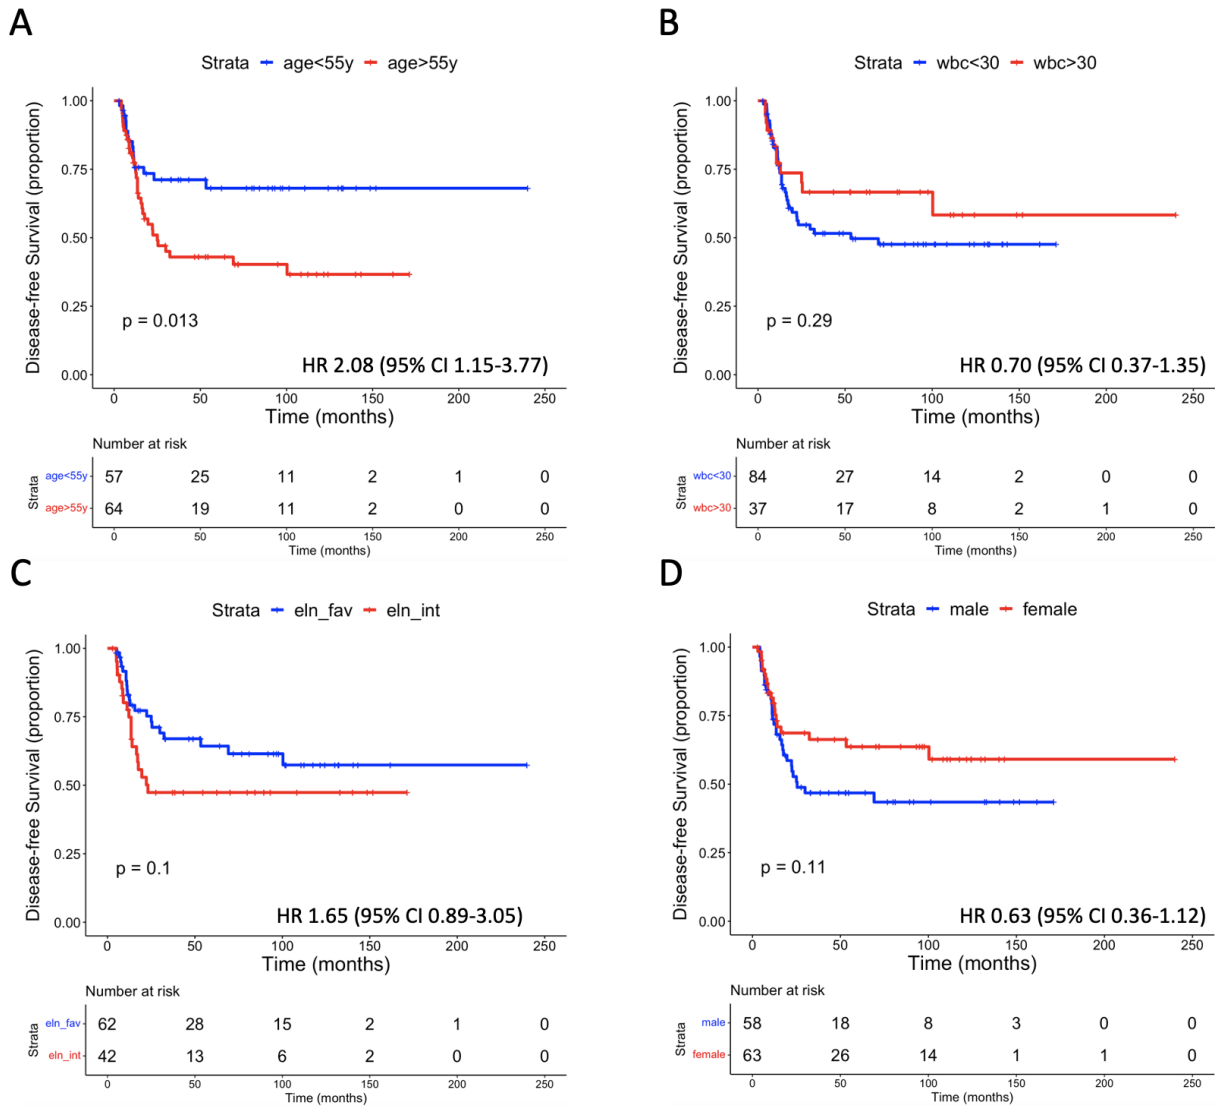 A
Strata age<55y age>55y
Disease-free Survival (proportion)
1.00
0.75
0.50
0.25
0.00
p = 0.013
HR 2.08 (95% CI 1.15-3.77)
0 50 100 150 200 250
Time (months)
Number at risk
Strata
age<55y 57 25 11 2 1 0
age>55y 64 19 11 2 0 0
0 50 100 150 200 250
Time (months)
B
Strata wbc<30 wbc>30
Disease-free Survival (proportion)
1.00
0.75
0.50
0.25
0.00
p = 0.29
HR 0.70 (95% CI 0.37-1.35)
0 50 100 150 200 250
Time (months)
Number at risk
Strata
wbc<30 84 27 14 2 0 0
wbc>30 37 17 8 2 1 0
0 50 100 150 200 250
Time (months)
C
Strata eln_fav eln_int
Disease-free Survival (proportion)
1.00
0.75
0.50
0.25
0.00
p = 0.1
HR 1.65 (95% CI 0.89-3.05)
0 50 100 150 200 250
Time (months)
Number at risk
Strata
eln_fav 62 28 15 2 1 0
eln_int 42 13 6 2 0 0
0 50 100 150 200 250
Time (months)
D
Strata male female
Disease-free Survival (proportion)
1.00
0.75
0.50
0.25
0.00
p = 0.11
HR 0.63 (95% CI 0.36-1.12)
0 50 100 150 200 250
Time (months)
Number at risk
Strata
male 58 18 8 3 0 0
female 63 26 14 1 1 0
0 50 100 150 200 250
Time (months)